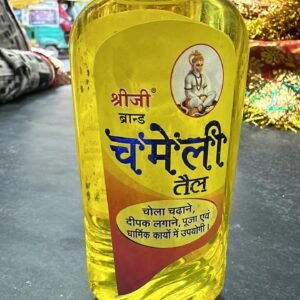 श्रीजी®
ब्रान्ड
चमेली
तैल
चोला चढाने,
दीपक लगाने, पूजा एवं
धार्मिक कार्यो में उपयोगी।